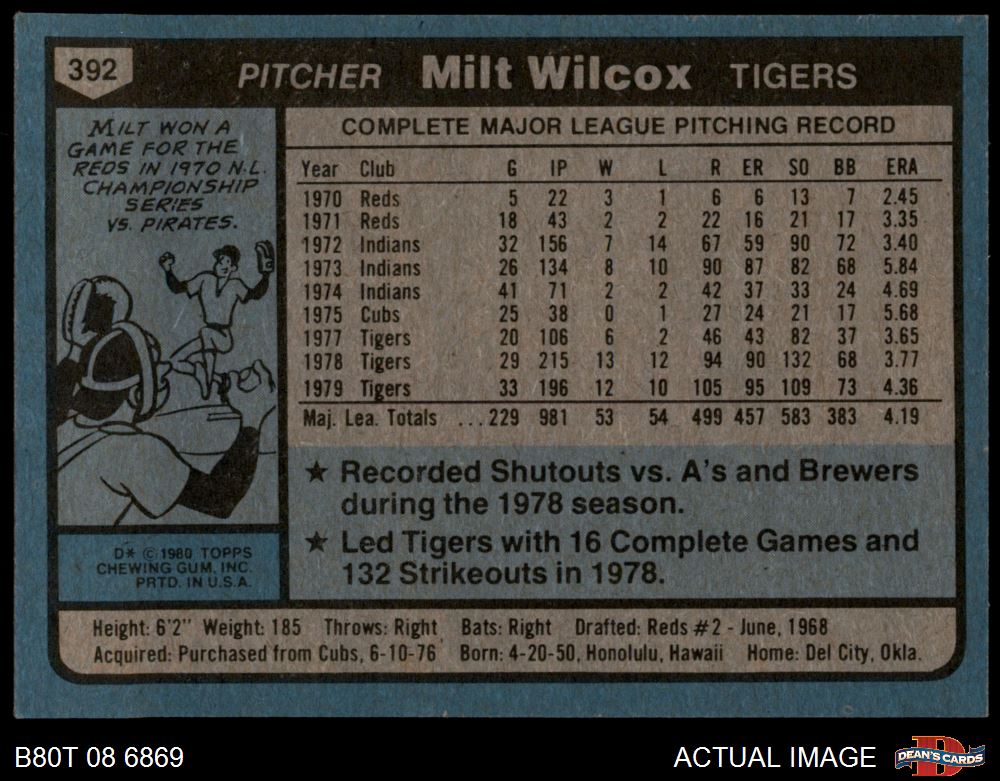 392 PITCHER Milt Wilcox TIGERS
MILT WON A
GAME FOR THE
REDS IN 1970 N.L.
CHAMPIONSHIP
SERIES
VS. PIRATES.
D* © 1980 TOPPS
CHEWING GUM, INC.
PRTD. IN U.S.A.
COMPLETE MAJOR LEAGUE PITCHING RECORD
Year Club G IP W L R ER SO BB ERA
1970 Reds 5 22 3 1 6 6 13 7 2.45
1971 Reds 18 43 2 2 22 16 21 17 3.35
1972 Indians 32 156 7 14 67 59 90 72 3.40
1973 Indians 26 134 8 10 90 87 82 68 5.84
1974 Indians 41 71 2 2 42 37 33 24 4.69
1975 Cubs 25 38 0 1 27 24 21 17 5.68
1977 Tigers 20 106 6 2 46 43 82 37 3.65
1978 Tigers 29 215 13 12 94 90 132 68 3.77
1979 Tigers 33 196 12 10 105 95 109 73 4.36
Maj. Lea. Totals ...229 981 53 54 499 457 583 383 4.19
★ Recorded Shutouts vs. A's and Brewers
during the 1978 season.
★ Led Tigers with 16 Complete Games and
132 Strikeouts in 1978.
Height: 6'2" Weight: 185 Throws: Right Bats: Right Drafted: Reds #2 - June, 1968
Acquired: Purchased from Cubs, 6-10-76 Born: 4-20-50, Honolulu, Hawaii Home: Del City, Okla.
B80T 08 6869 ACTUAL IMAGE D DEAN'S CARDS